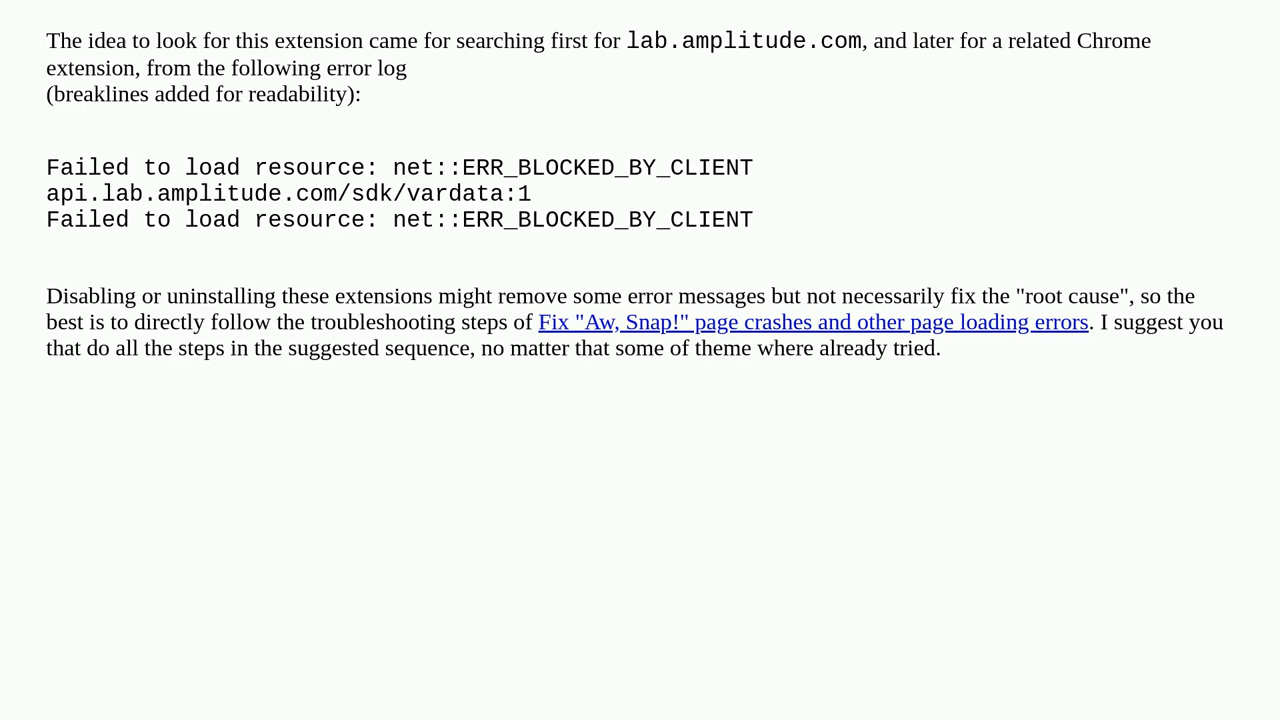 The idea to look for this extension came for searching first for lab.amplitude.com, and later for a related Chrome
extension, from the following error log
(breaklines added for readability):
Failed to load resource: net::ERR_BLOCKED_BY_CLIENT
api.lab.amplitude.com/sdk/vardata:1
Failed to load resource: net::ERR_BLOCKED_BY_CLIENT
Disabling or uninstalling these extensions might remove some error messages but not necessarily fix the "root cause", so the
best is to directly follow the troubleshooting steps of Fix "Aw, Snap!" page crashes and other page loading errors. I suggest you
that do all the steps in the suggested sequence, no matter that some of theme where already tried.